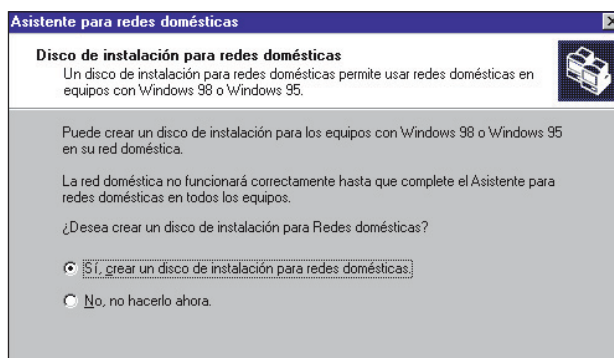 Asistente para redes domésticas
Disco de instalación para redes domésticas
Un disco de instalación para redes domésticas permite usar redes domésticas en
equipos con Windows 98 o Windows 95.
Puede crear un disco de instalación para los equipos con Windows 98 o Windows 95
en su red doméstica.
La red doméstica no funcionará correctamente hasta que complete el Asistente para
redes domésticas en todos los equipos.
¿Desea crear un disco de instalación para Redes domésticas?
Sí, crear un disco de instalación para redes domésticas.
No, no hacerlo ahora.